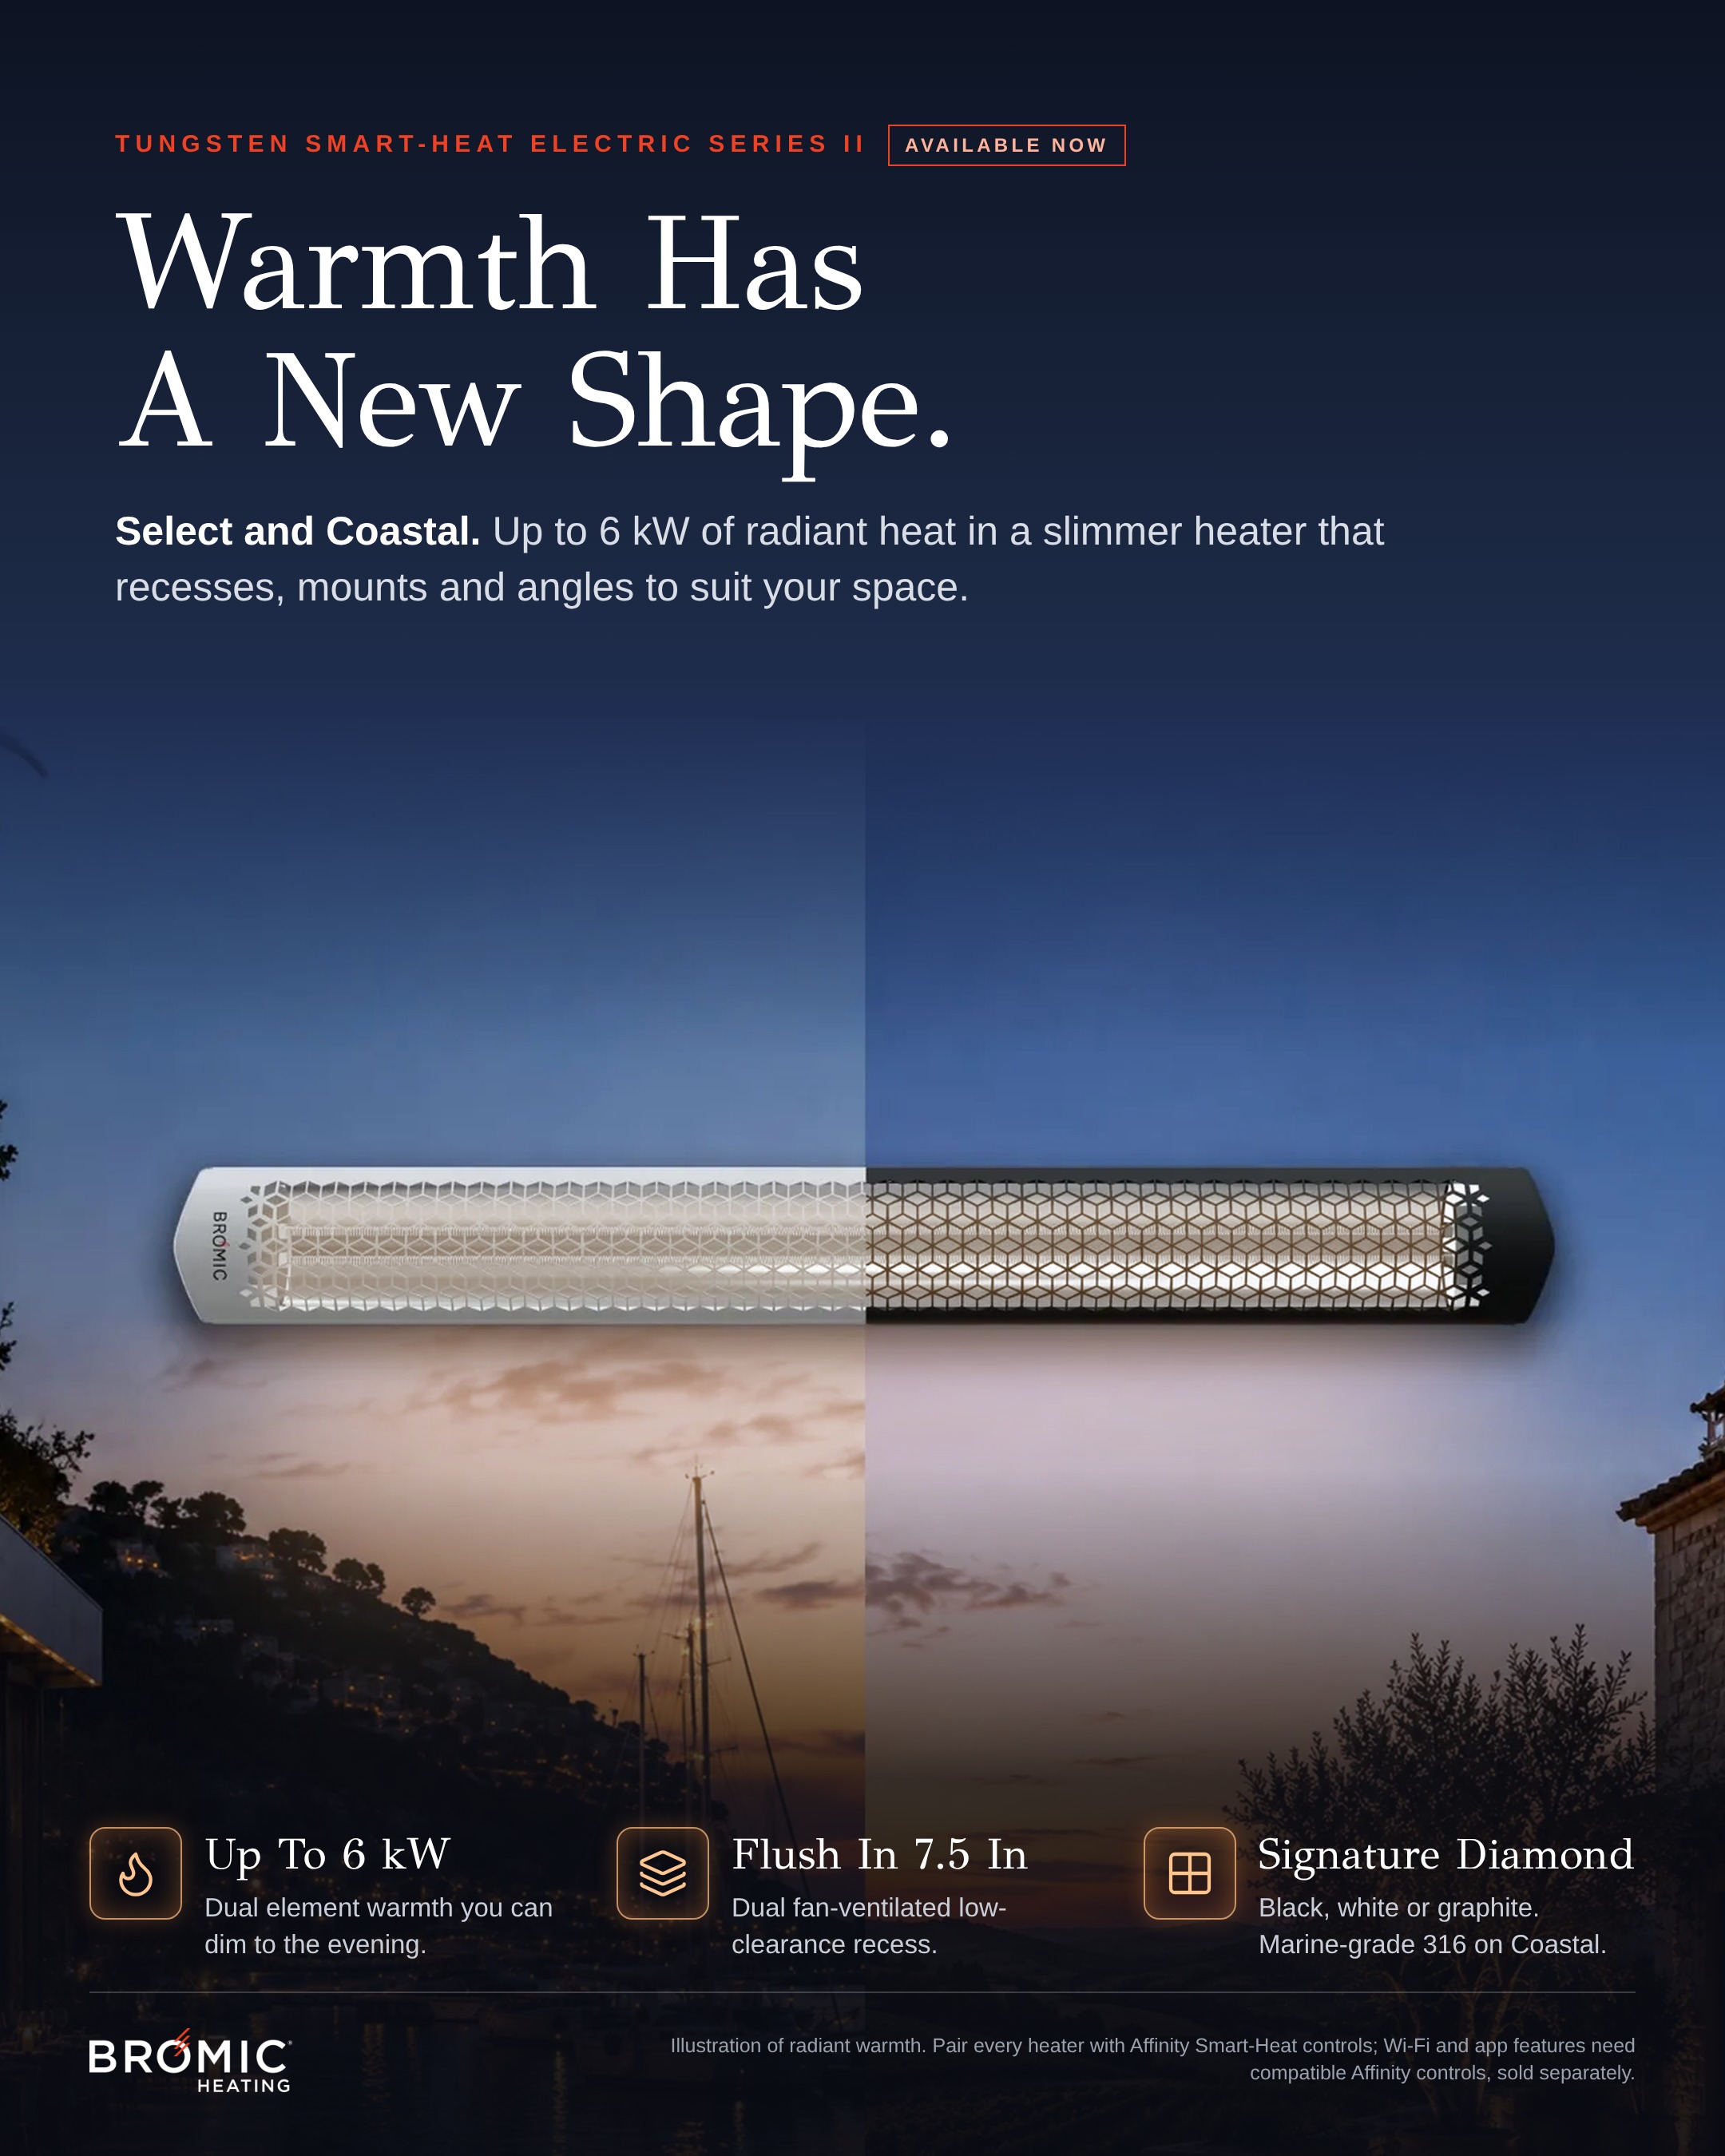 TUNGSTEN SMART-HEAT ELECTRIC SERIES II AVAILABLE NOW
Warmth Has
A New Shape.
Select and Coastal. Up to 6 kW of radiant heat in a slimmer heater that
recesses, mounts and angles to suit your space.
BROMIC
Up To 6 kW
Dual element warmth you can
dim to the evening.
Flush In 7.5 In
Dual fan-ventilated low-
clearance recess.
Signature Diamond
Black, white or graphite.
Marine-grade 316 on Coastal.
BROMIC
HEATING
Illustration of radiant warmth. Pair every heater with Affinity Smart-Heat controls; Wi-Fi and app features need
compatible Affinity controls, sold separately.